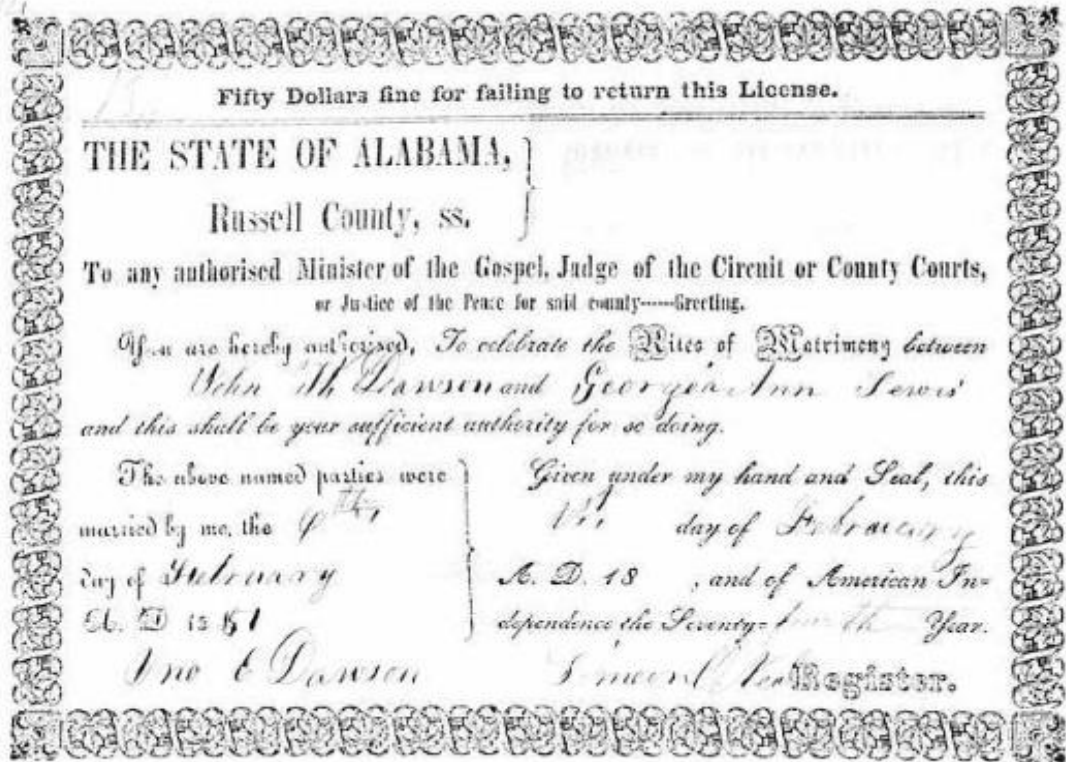 Fifty Dollars fine for failing to return this License.
THE STATE OF ALABAMA,
Russell County, ss.
To any authorised Minister of the Gospel, Judge of the Circuit or County Courts,
or Justice of the Peace for said county------Greeting.
You are hereby authorised, To celebrate the Rites of Matrimony between
John Dawson and Georgia Ann Lewis
and this shall be your sufficient authority for so doing.
The above named parties were
married by me, the
day of February
A. D 18 51
Jno E Dawson
Given under my hand and Seal, this
day of February
A. D. 18 , and of American In-
dependence the Seventy- Year.
Register.